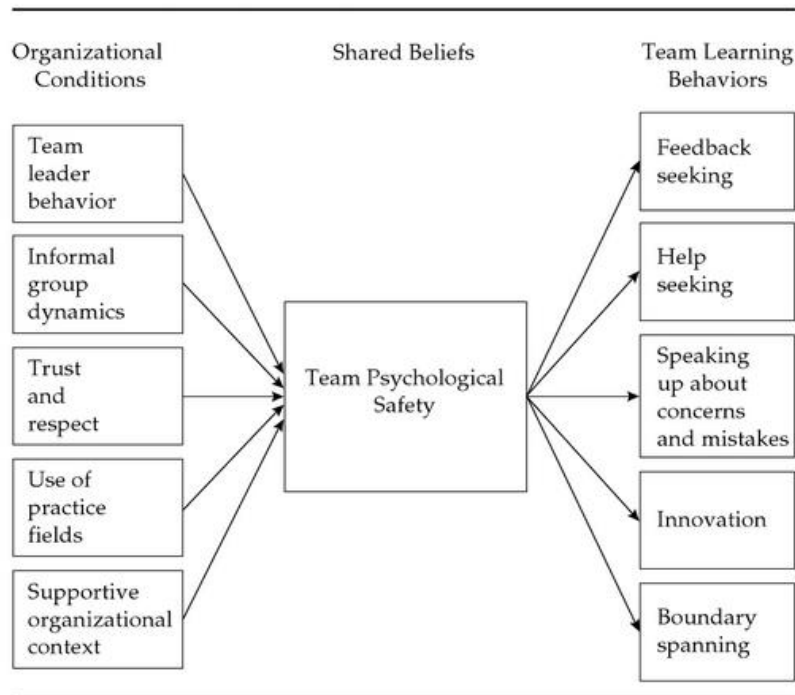 Organizational
Conditions
Shared Beliefs
Team Learning
Behaviors
Team
leader
behavior
Informal
group
dynamics
Trust
and
respect
Use of
practice
fields
Supportive
organizational
context
Team Psychological
Safety
Feedback
seeking
Help
seeking
Speaking
up about
concerns
and mistakes
Innovation
Boundary
spanning